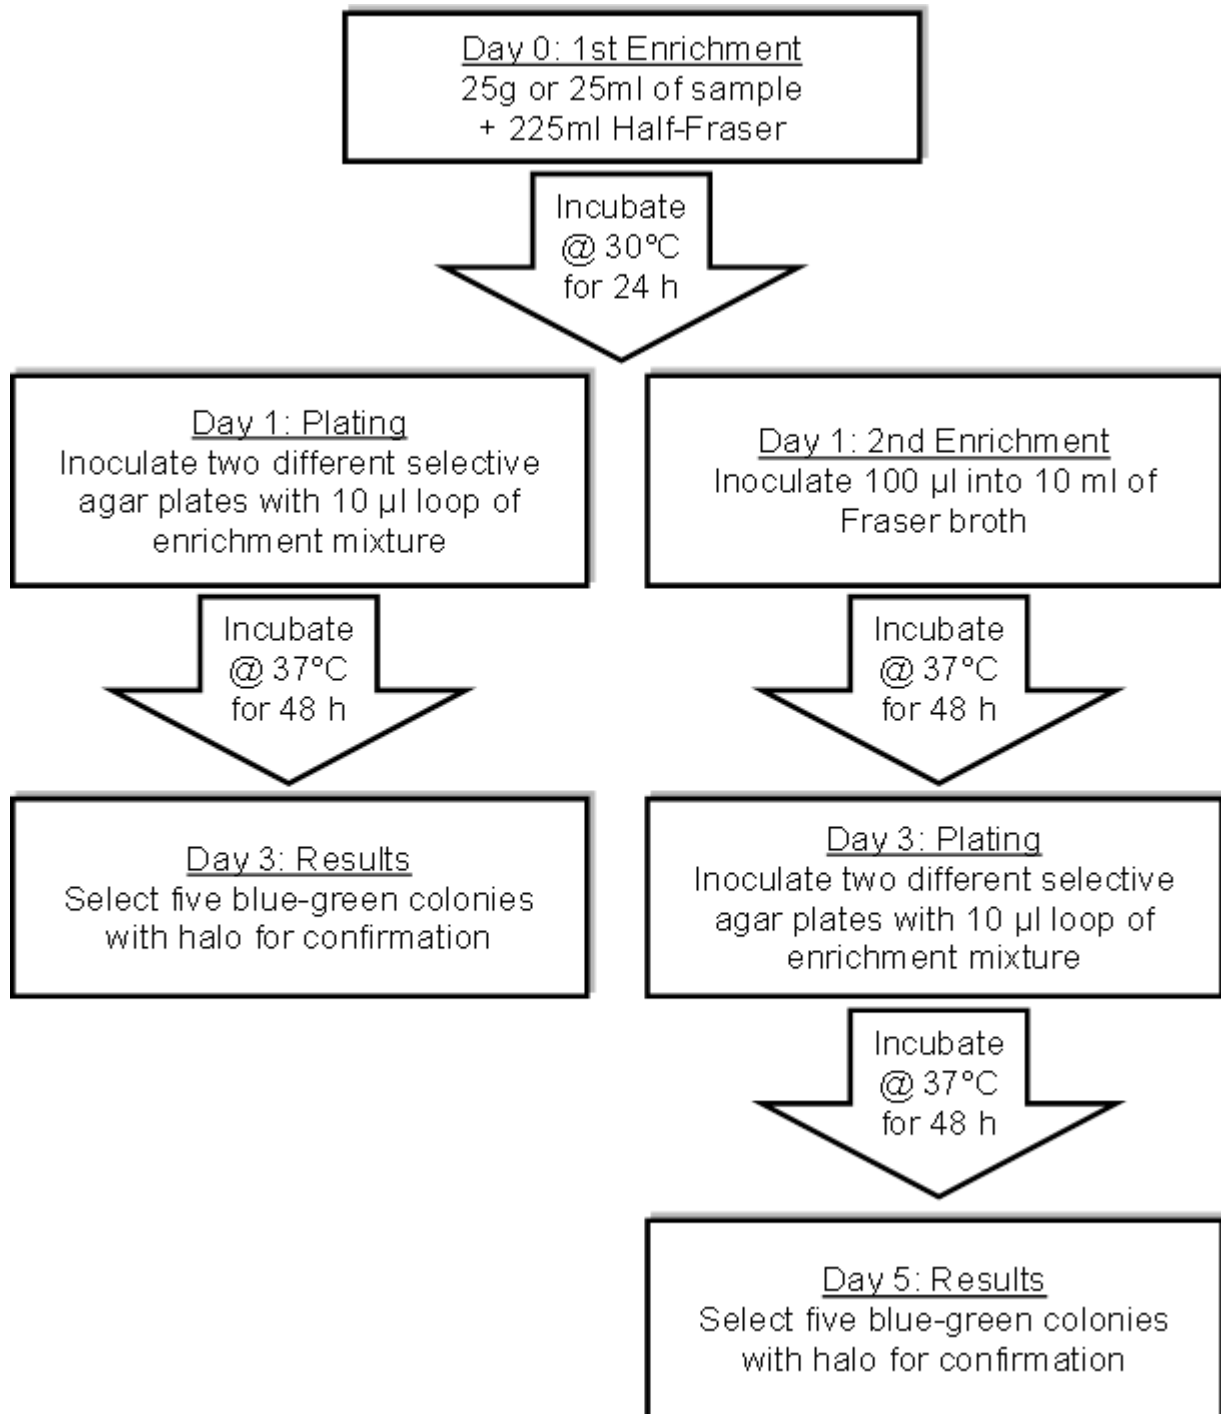 Day 0: 1st Enrichment
25g or 25ml of sample
+ 225ml Half-Fraser
Incubate
@ 30ºC
for 24 h
Day 1: Plating
Inoculate two different selective
agar plates with 10 µl loop of
enrichment mixture
Day 1: 2nd Enrichment
Inoculate 100 µl into 10 ml of
Fraser broth
Incubate
@ 37ºC
for 48 h
Incubate
@ 37ºC
for 48 h
Day 3: Results
Select five blue-green colonies
with halo for confirmation
Day 3: Plating
Inoculate two different selective
agar plates with 10 µl loop of
enrichment mixture
Incubate
@ 37ºC
for 48 h
Day 5: Results
Select five blue-green colonies
with halo for confirmation